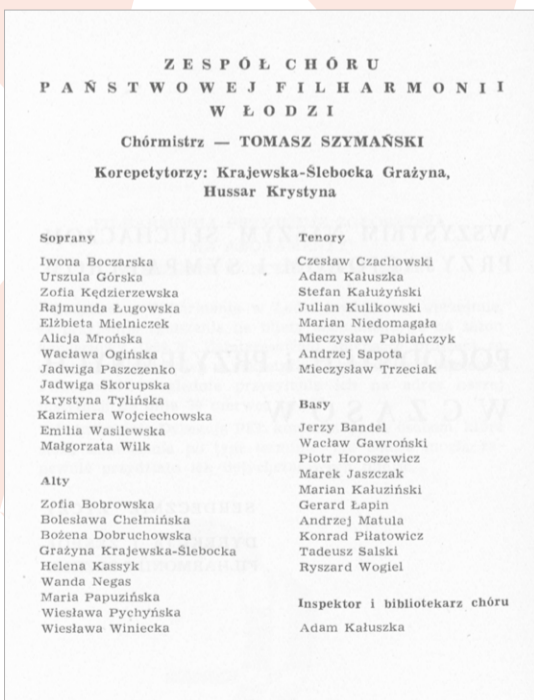 ZESPÓŁ CHÓRU
PAŃSTWOWEJ FILHARMONII
W ŁODZI
Chórmistrz — TOMASZ SZYMAŃSKI
Korepetytorzy: Krajewska-Ślebocka Grażyna,
Hussar Krystyna
Soprany
Iwona Boczarska
Urszula Górska
Zofia Kędzierzewska
Rajmunda Ługowska
Elżbieta Mielniczek
Alicja Mrońska
Wacława Ogińska
Jadwiga Paszczenko
Jadwiga Skorupska
Krystyna Tylińska
Kazimiera Wojciechowska
Emilia Wasilewska
Małgorzata Wilk
Alty
Zofia Bobrowska
Bolesława Chełmińska
Bożena Dobruchowska
Grażyna Krajewska-Ślebocka
Helena Kassyk
Wanda Negas
Maria Papuzińska
Wiesława Pychyńska
Wiesława Winiecka
Tenory
Czesław Czachowski
Adam Kałuszka
Stefan Kałużyński
Julian Kulikowski
Marian Niedomagała
Mieczysław Pabiańczyk
Andrzej Sapota
Mieczysław Trzeciak
Basy
Jerzy Bandel
Wacław Gawroński
Piotr Horoszewicz
Marek Jaszczak
Marian Kałuziński
Gerard Łapin
Andrzej Matula
Konrad Pilatowicz
Tadeusz Salski
Ryszard Wogiel
Inspektor i bibliotekarz chóru
Adam Kałuszka